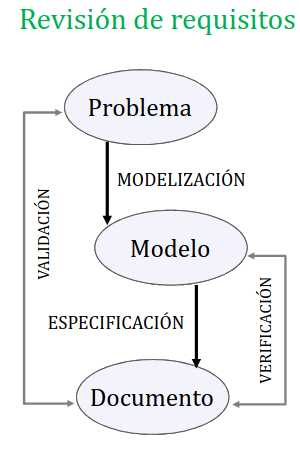 Revisión de requisitos
Problema
MODELIZACIÓN
VALIDACIÓN
Modelo
ESPECIFICACIÓN
VERIFICACIÓN
Documento